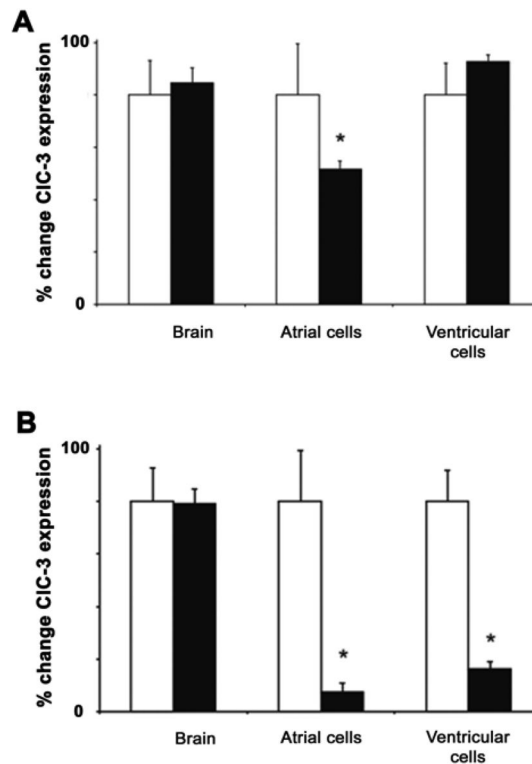 A
100
% change ClC-3 expression
*
0
Brain
Atrial cells
Ventricular
cells
B
100
% change ClC-3 expression
*
*
0
Brain
Atrial cells
Ventricular
cells